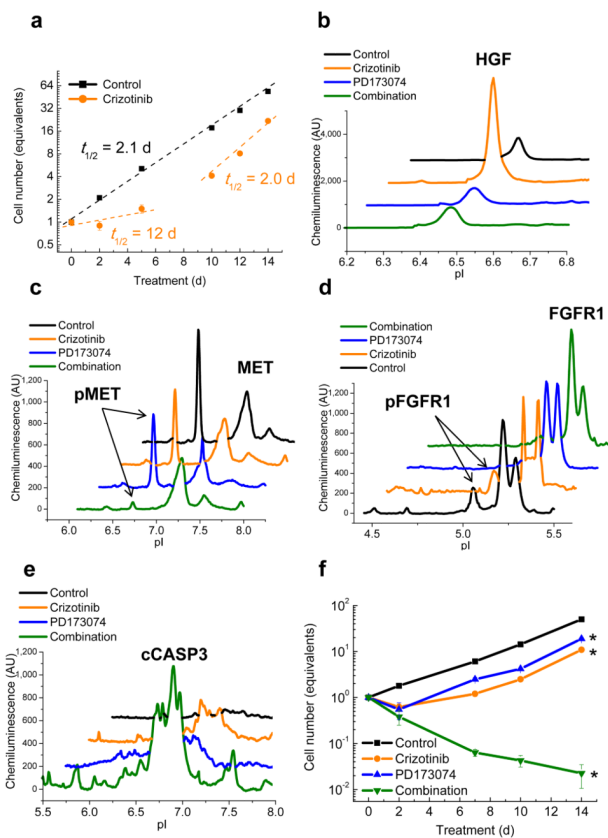 a
Control
Crizotinib
Cell number (equivalents)
64
32
16
8
4
2
1
0.5
t1/2 = 2.1 d
t1/2 = 2.0 d
t1/2 = 12 d
0 2 4 6 8 10 12 14
Treatment (d)
b
Control
Crizotinib
PD173074
Combination
HGF
Chemiluminescence (AU)
4,000
2,000
0
6.2 6.3 6.4 6.5 6.6 6.7 6.8
pI
c
Control
Crizotinib
PD173074
Combination
MET
pMET
Chemiluminescence (AU)
1,200
1,000
800
600
400
200
0
6.0 6.5 7.0 7.5 8.0
pI
d
Combination
PD173074
Crizotinib
Control
FGFR1
pFGFR1
Chemiluminescence (AU)
1,200
1,000
800
600
400
200
0
4.5 5.0 5.5
pI
e
Control
Crizotinib
PD173074
Combination
cCASP3
Chemiluminescence (AU)
1,200
1,000
800
600
400
200
0
5.5 6.0 6.5 7.0 7.5 8.0
pI
f
Cell number (equivalents)
10²
10¹
10⁰
10⁻¹
10⁻²
*
*
*
Control
Crizotinib
PD173074
Combination
0 2 4 6 8 10 12 14
Treatment (d)